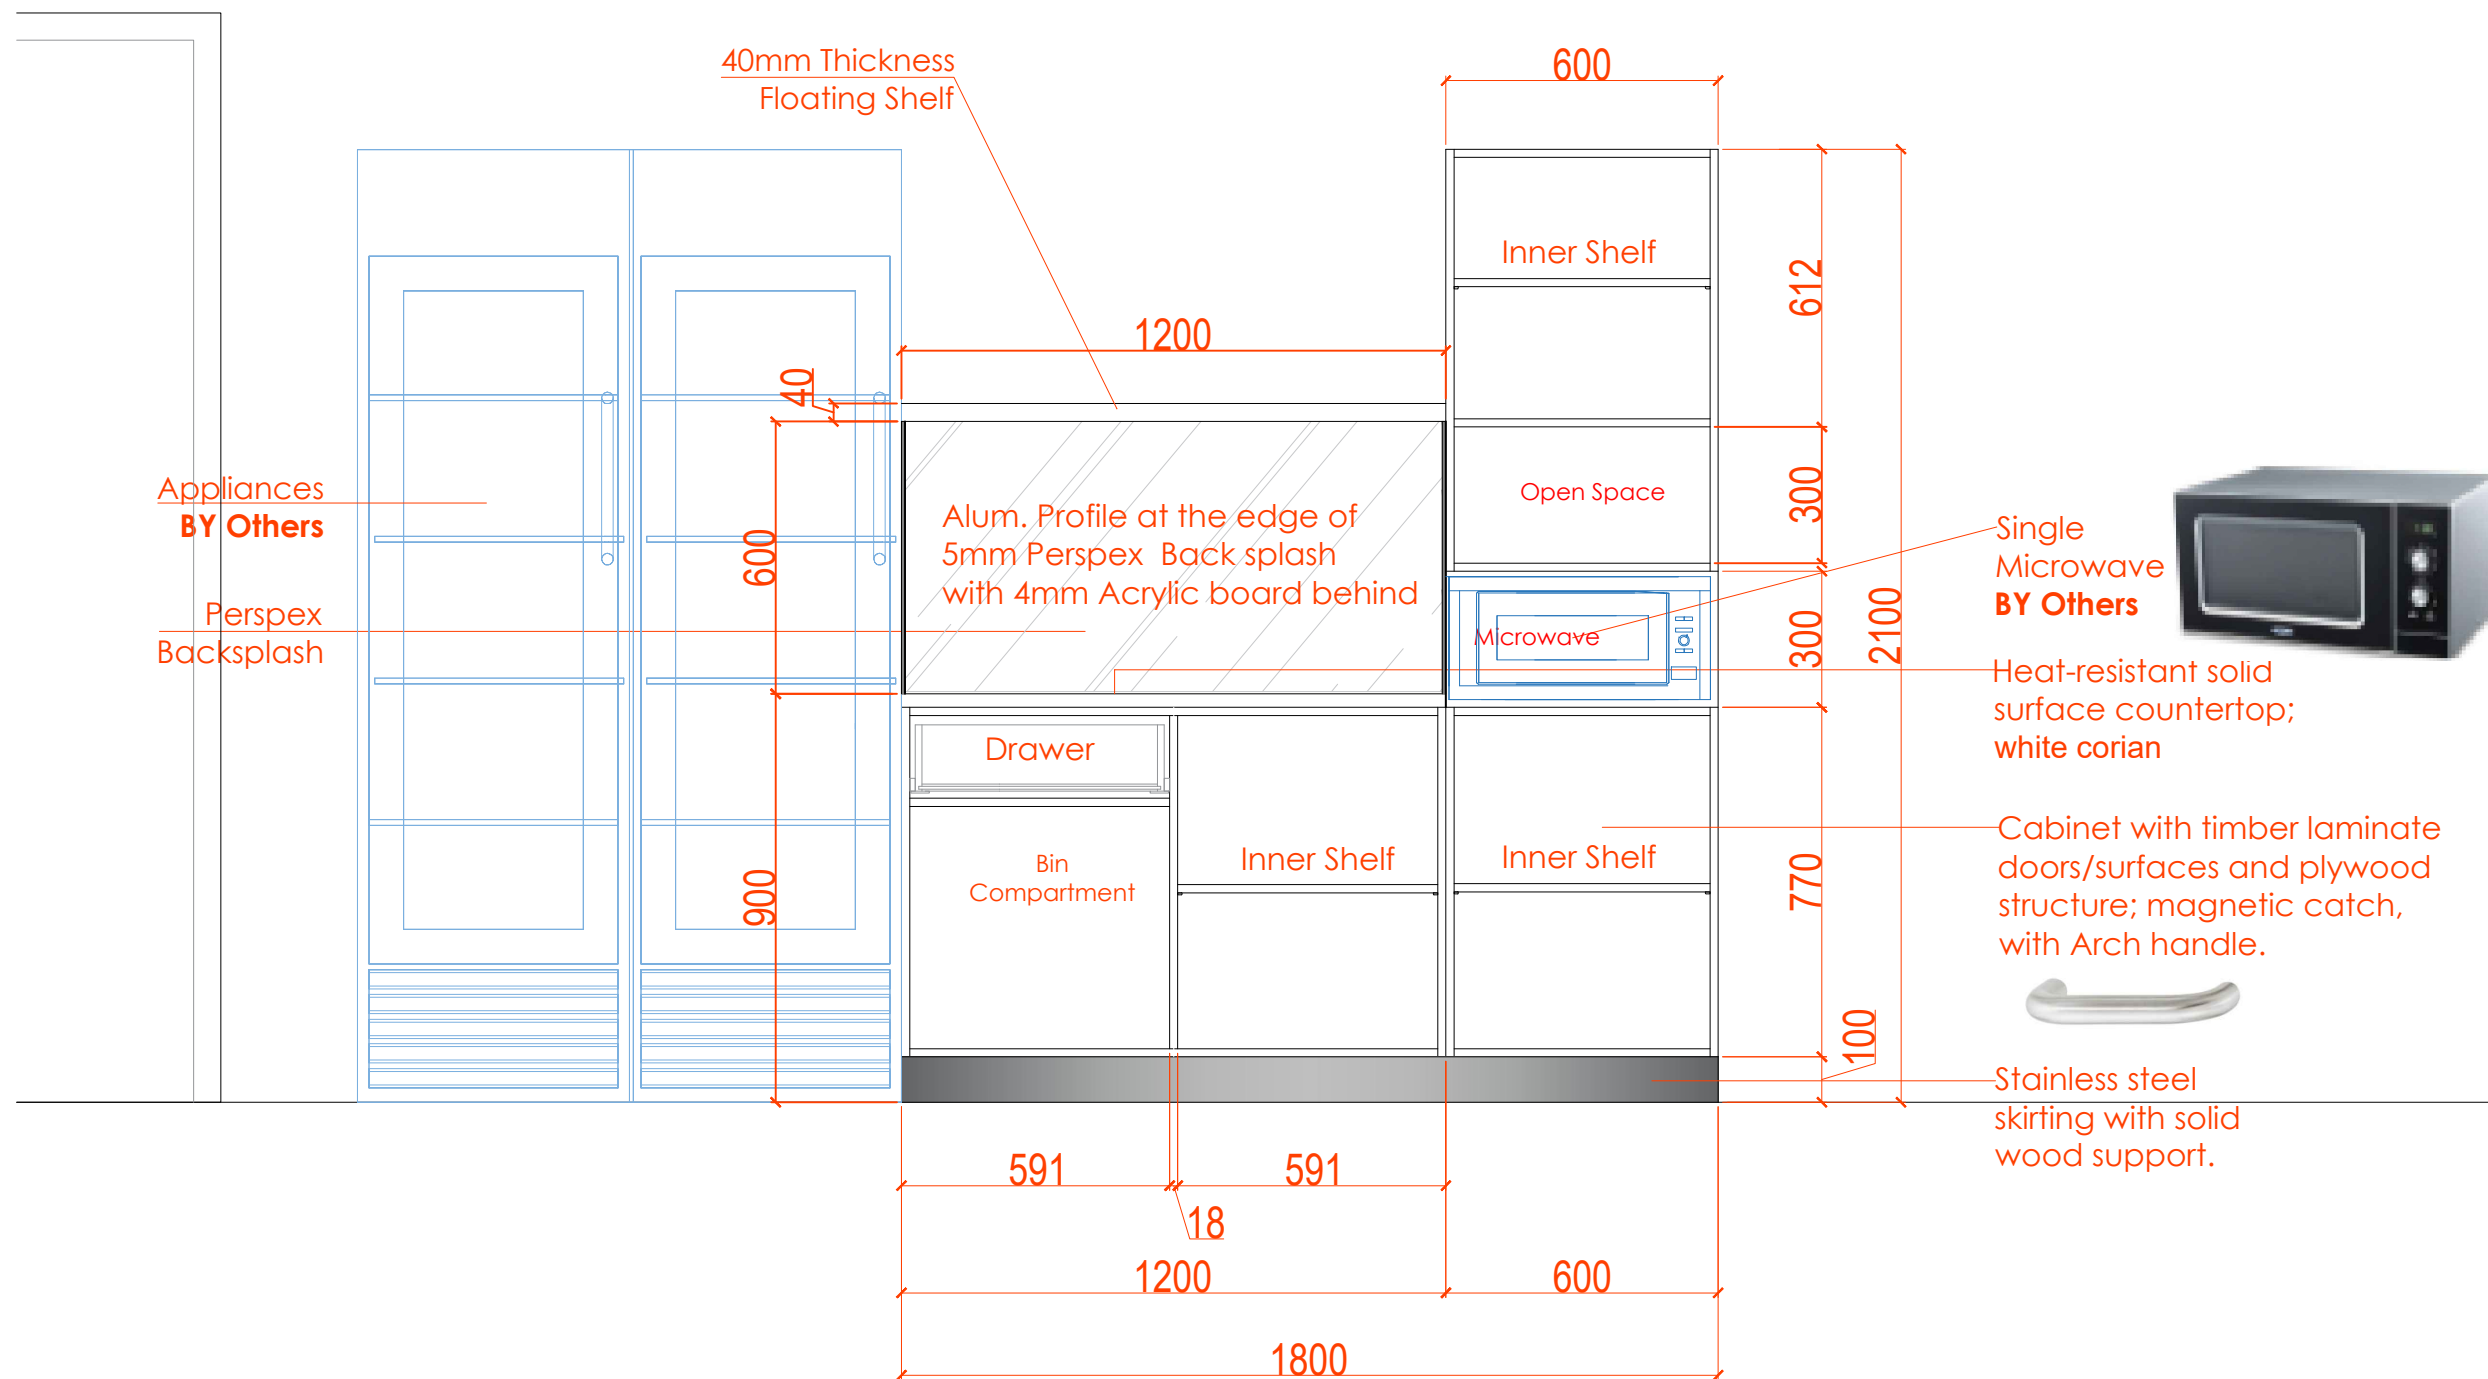 40mm Thickness
Floating Shelf
600
1200
40
612
Inner Shelf
Open Space
300
Appliances
BY Others
600
Alum. Profile at the edge of
5mm Perspex Back splash
with 4mm Acrylic board behind
Single
Microwave
BY Others
Perspex
Backsplash
Microwave
300
2100
Heat-resistant solid
surface countertop;
white corian
Drawer
Bin
Compartment
Inner Shelf
Inner Shelf
900
770
Cabinet with timber laminate
doors/surfaces and plywood
structure; magnetic catch,
with Arch handle.
100
Stainless steel
skirting with solid
wood support.
591
591
18
1200
600
1800